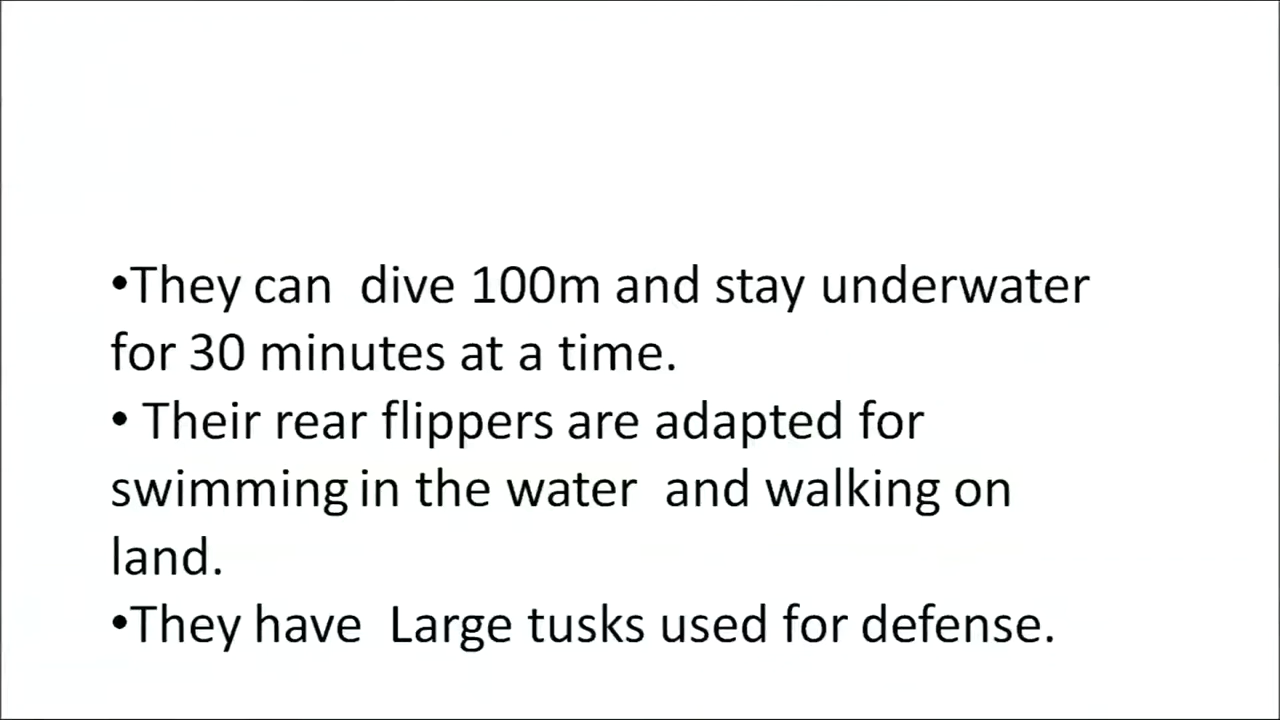 •They can  dive 100m and stay underwater
for 30 minutes at a time.
• Their rear flippers are adapted for
swimming in the water  and walking on
land.
•They have  Large tusks used for defense.